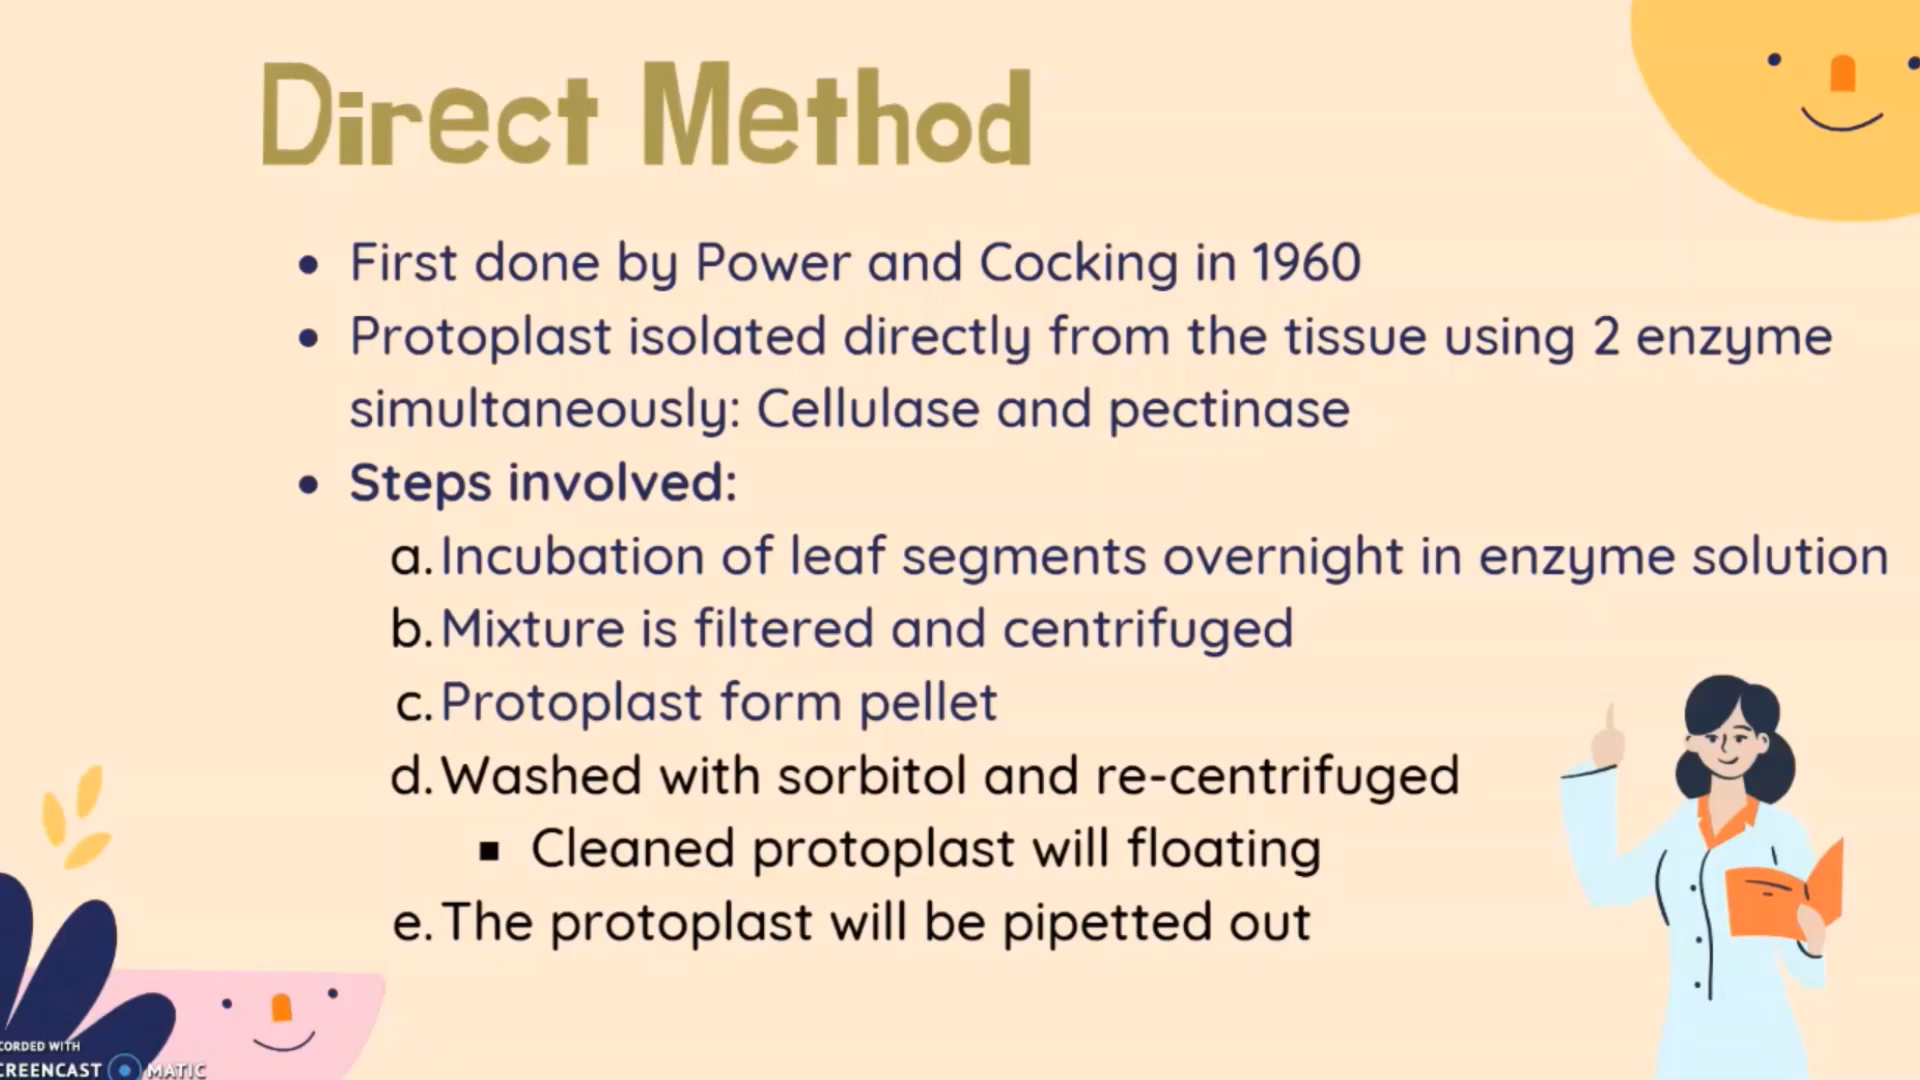 Direct Method
• First done by Power and Cocking in 1960
• Protoplast isolated directly from the tissue using 2 enzyme
simultaneously: Cellulase and pectinase
• Steps involved:
a. Incubation of leaf segments overnight in enzyme solution
b. Mixture is filtered and centrifuged
c. Protoplast form pellet
d. Washed with sorbitol and re-centrifuged
▪ Cleaned protoplast will floating
e. The protoplast will be pipetted out
CORDED WITH
CREENCAST MATIC